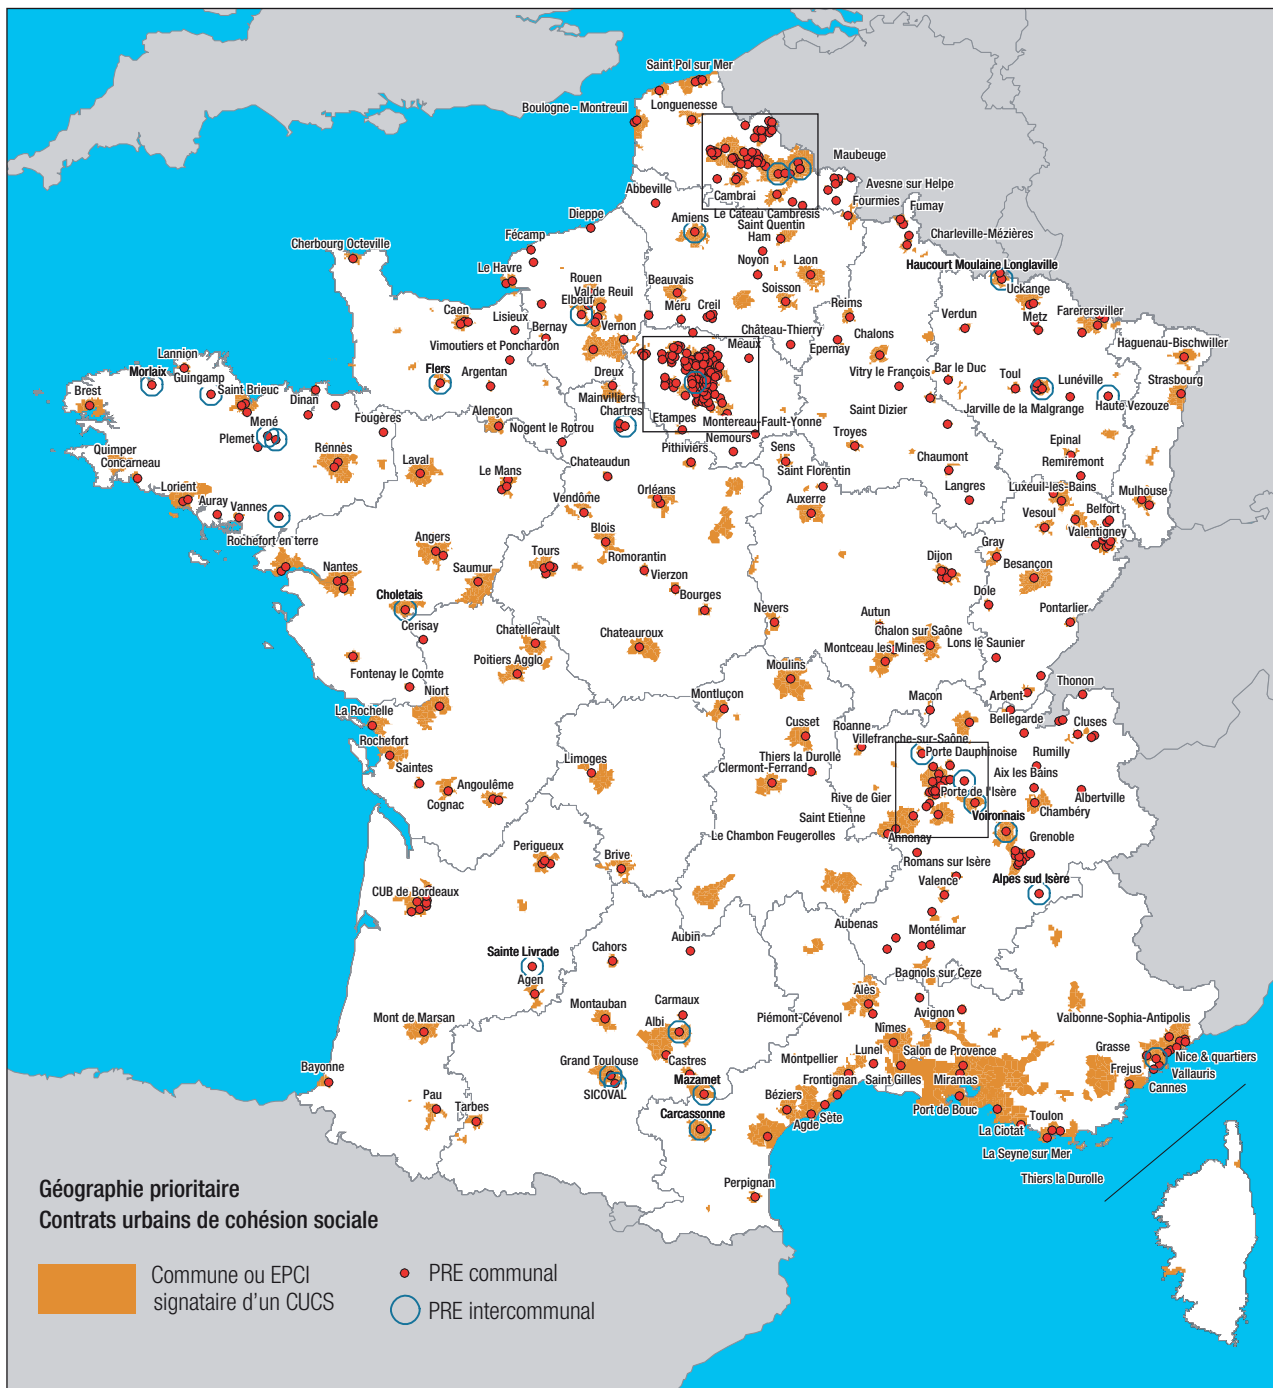 Saint Pol sur Mer
Longuenesse
Boulogne - Montreuil
Maubeuge
Avesne sur Helpe
Fourmies
Fumay
Cambrai
Le Cateau Cambresis
Abbeville
Amiens
Saint Quentin
Ham
Charleville-Mézières
Dieppe
Fécamp
Cherbourg Octeville
Le Havre
Noyon
Laon
Haucourt Moulaine Longlaville
Rouen
Val de Reuil
Elbeuf
Beauvais
Soisson
Uckange
Caen
Lisieux
Bernay
Vernon
Méru
Creil
Reims
Verdun
Metz
Farerersviller
Château-Thierry
Epernay
Chalons
Haguenau-Bischwiller
Vimoutiers et Ponchardon
Meaux
Lannion
Morlaix
Guingamp
Flers
Argentan
Dreux
Mainvilliers
Vitry le François
Bar le Duc
Toul
Lunéville
Strasbourg
Brest
Saint Brieuc
Dinan
Chartres
Etampes
Montereau-Fault-Yonne
Saint Dizier
Jarville de la Malgrange
Haute Vezouze
Mené
Fougères
Alençon
Nogent le Rotrou
Nemours
Troyes
Plemet
Pithiviers
Sens
Epinal
Quimper
Concarneau
Rennes
Laval
Le Mans
Chateaudun
Saint Florentin
Chaumont
Remiremont
Lorient
Orléans
Langres
Luxeuil-les-Bains
Mulhouse
Auray
Vannes
Vendôme
Auxerre
Vesoul
Belfort
Rochefort en terre
Angers
Blois
Valentigney
Tours
Romorantin
Dijon
Gray
Nantes
Saumur
Vierzon
Besançon
Choletais
Bourges
Dole
Nevers
Autun
Pontarlier
Cerisay
Chatellerault
Chateauroux
Chalon sur Saône
Lons le Saunier
Poitiers Agglo
Montceau les Mines
Fontenay le Comte
Moulins
Thonon
Niort
Montluçon
Macon
Arbent
La Rochelle
Bellegarde
Cluses
Rochefort
Cusset
Roanne
Villefranche-sur-Saône
Rumilly
Saintes
Limoges
Thiers la Durolle
Porte Dauphinoise
Aix les Bains
Clermont-Ferrand
Angoulême
Cognac
Rive de Gier
Porte de l'Isère
Albertville
Chambéry
Saint Etienne
Voironnais
Le Chambon Feugerolles
Annonay
Grenoble
Perigueux
Brive
Romans sur Isère
CUB de Bordeaux
Valence
Alpes sud Isère
Aubenas
Montélimar
Sainte Livrade
Cahors
Aubin
Agen
Bagnols sur Ceze
Alès
Montauban
Carmaux
Mont de Marsan
Albi
Piémont-Cévenol
Avignon
Valbonne-Sophia-Antipolis
Nîmes
Grasse
Grand Toulouse
Castres
Montpellier
Lunel
Salon de Provence
Nice & quartiers
Bayonne
SICOVAL
Mazamet
Frontignan
Saint Gilles
Miramas
Frejus
Vallauris
Cannes
Pau
Tarbes
Béziers
Sète
Port de Bouc
Carcassonne
Agde
Toulon
La Ciotat
La Seyne sur Mer
Perpignan
Thiers la Durolle
Géographie prioritaire
Contrats urbains de cohésion sociale
Commune ou EPCI
signataire d'un CUCS
PRE communal
PRE intercommunal